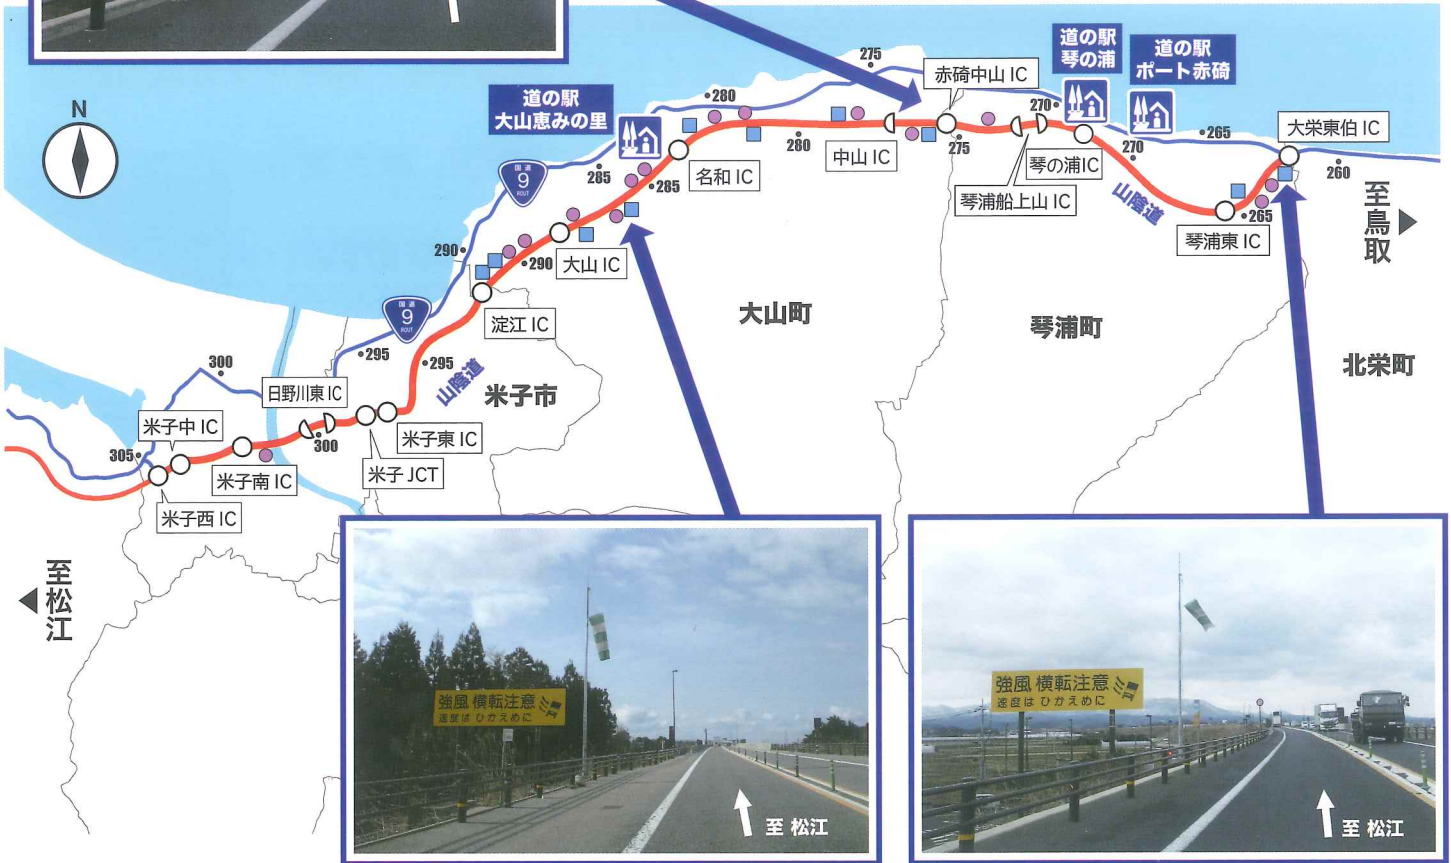 道の駅
琴の浦
道の駅
ポート赤碕
275
赤碕中山 IC
270
道の駅
大山恵みの里
280
N
265
大栄東伯 IC
260
280
中山 IC
275
琴の浦IC
270
琴浦船上山 IC
山陰道
265
琴浦東 IC
至鳥取
国道
9
ROUT
285
285
名和 IC
290
290
大山 IC
淀江 IC
国道
9
ROUT
大山町
琴浦町
北栄町
295
295
山陰道
米子市
300
日野川東 IC
300
米子中 IC
米子東 IC
305
米子南 IC
米子 JCT
米子西 IC
至松江
強風 横転注意
速度は ひかえめに
至 松江
強風 横転注意
速度は ひかえめに
至 松江